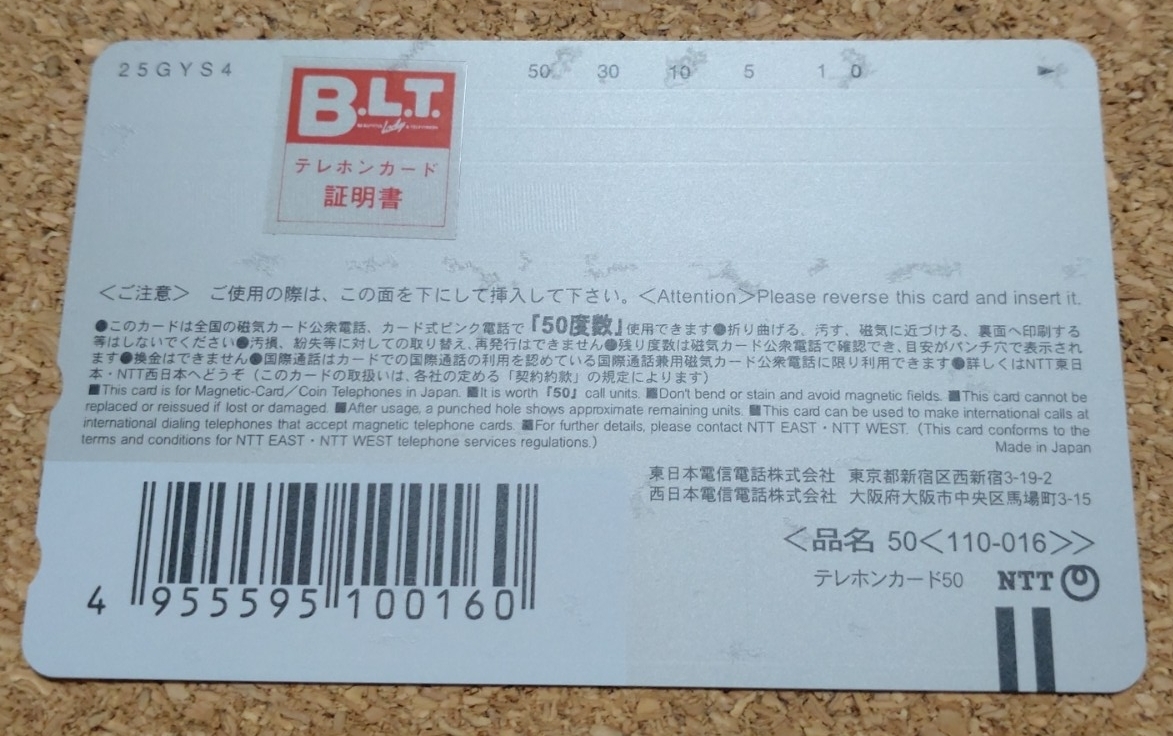 25GYS4
50 30 10 5 1 0
B.L.T.
テレホンカード
証明書
＜ご注意＞ ご使用の際は、この面を下にして挿入して下さい。＜Attention＞Please reverse this card and insert it.
●このカードは全国の磁気カード公衆電話、カード式ピンク電話で『50度数』使用できます●折り曲げる、汚す、磁気に近づける、裏面へ印刷する
等はしないでください●汚損、紛失等に対しての取り替え、再発行はできません●残り度数は磁気カード公衆電話で確認でき、目安がパンチ穴で表示され
ます●換金はできません●国際通話はカードでの国際通話の利用を認めている国際通話兼用磁気カード公衆電話に限り利用できます●詳しくはNTT東日
本・NTT西日本へどうぞ（このカードの取扱いは、各社の定める「契約約款」の規定によります）
■This card is for Magnetic-Card／Coin Telephones in Japan. ■It is worth『50』call units. ■Don't bend or stain and avoid magnetic fields. ■This card cannot be
replaced or reissued if lost or damaged. ■After usage, a punched hole shows approximate remaining units. ■This card can be used to make international calls at
international dialing telephones that accept magnetic telephone cards. ■For further details, please contact NTT EAST・NTT WEST. (This card conforms to the
terms and conditions for NTT EAST・NTT WEST telephone services regulations.)
Made in Japan
東日本電信電話株式会社 東京都新宿区西新宿3-19-2
西日本電信電話株式会社 大阪府大阪市中央区馬場町3-15
＜品名 50＜110-016＞＞
テレホンカード50 NTT
4 955595 100160